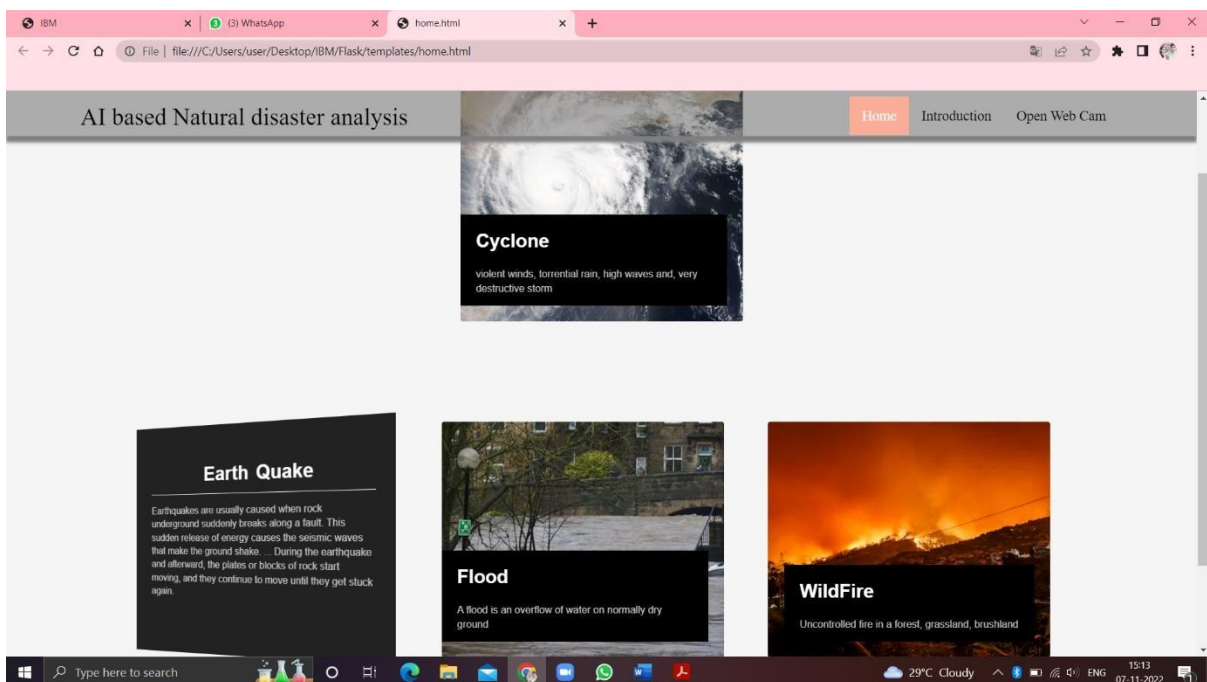 IBM
(3) WhatsApp
home.html
File | file:///C:/Users/user/Desktop/IBM/Flask/templates/home.html
AI based Natural disaster analysis
Home
Introduction
Open Web Cam
Cyclone
violent winds, torrential rain, high waves and, very
destructive storm
Earth Quake
Earthquakes are usually caused when rock
underground suddenly breaks along a fault. This
sudden release of energy causes the seismic waves
that make the ground shake. ... During the earthquake
and afterward, the plates or blocks of rock start
moving, and they continue to move until they get stuck
again.
Flood
A flood is an overflow of water on normally dry
ground
WildFire
Uncontrolled fire in a forest, grassland, brushland
Type here to search
29°C Cloudy
ENG
15:13
07-11-2022